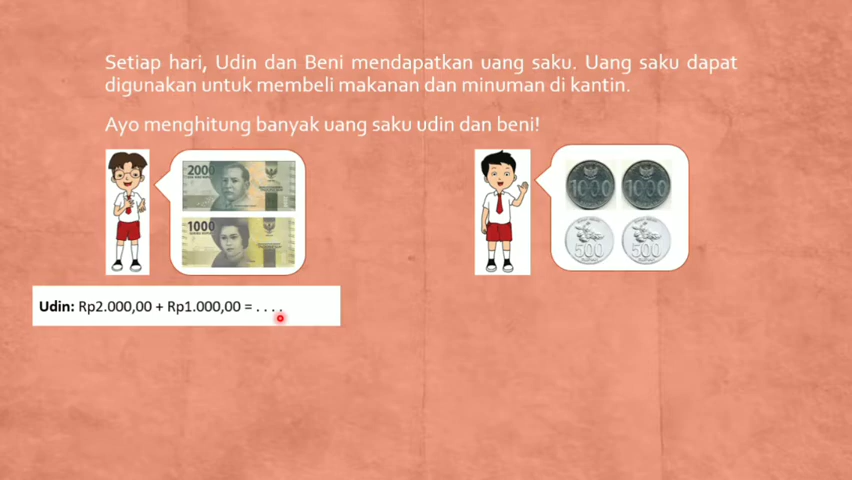 Setiap hari, Udin dan Beni mendapatkan uang saku. Uang saku dapat
digunakan untuk membeli makanan dan minuman di kantin.
Ayo menghitung banyak uang saku udin dan beni!
2000
1000
1000 1000
500 500
Udin: Rp2.000,00 + Rp1.000,00 = . . . .